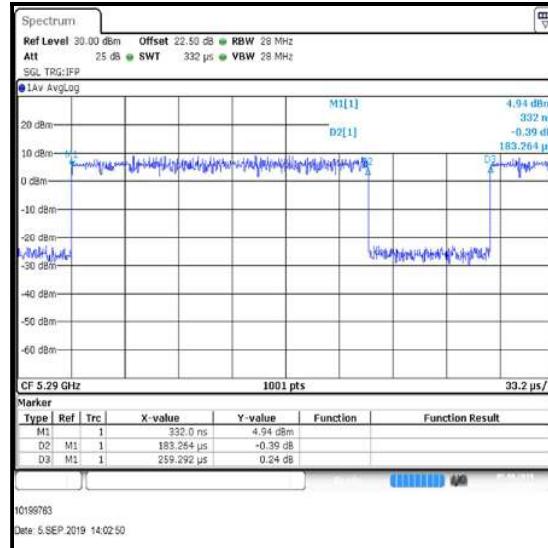 Spectrum
Ref Level 30.00 dBm Offset 22.50 dB RBW 28 MHz
Att 25 dB SWT 332 µs VBW 28 MHz
SGL TRG:IFP
1Av AvgLog
M1[1] 4.94 dBm
332 ns
20 dBm
D2[1] -0.39 dB
183.264 µs
10 dBm
M1 D2 D3
0 dBm
-10 dBm
-20 dBm
-30 dBm
-40 dBm
-50 dBm
-60 dBm
CF 5.29 GHz 1001 pts 33.2 µs/
Marker
Type Ref Trc X-value Y-value Function Function Result
M1 1 332.0 ns 4.94 dBm
D2 M1 1 183.264 µs -0.39 dB
D3 M1 1 259.292 µs 0.24 dB
10199763
Date: 5.SEP.2019 14:02:50